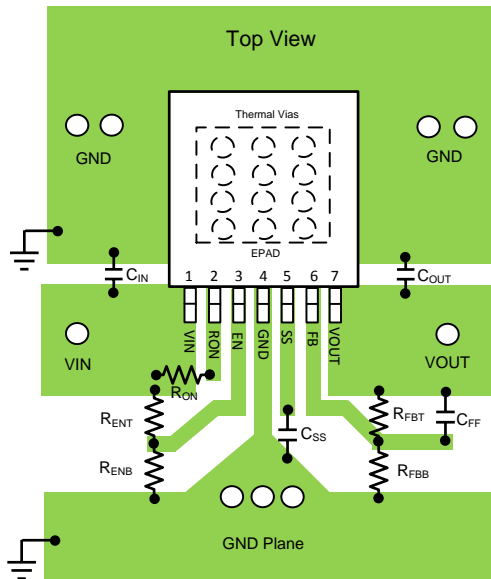 Top View
Thermal Vias
GND
GND
EPAD
CIN
1 2 3 4 5 6 7
COUT
VIN
RON
EN
GND
SS
FB
VOUT
VIN
VOUT
RON
RENT
RFBT
CFF
CSS
RENB
RFBB
GND Plane